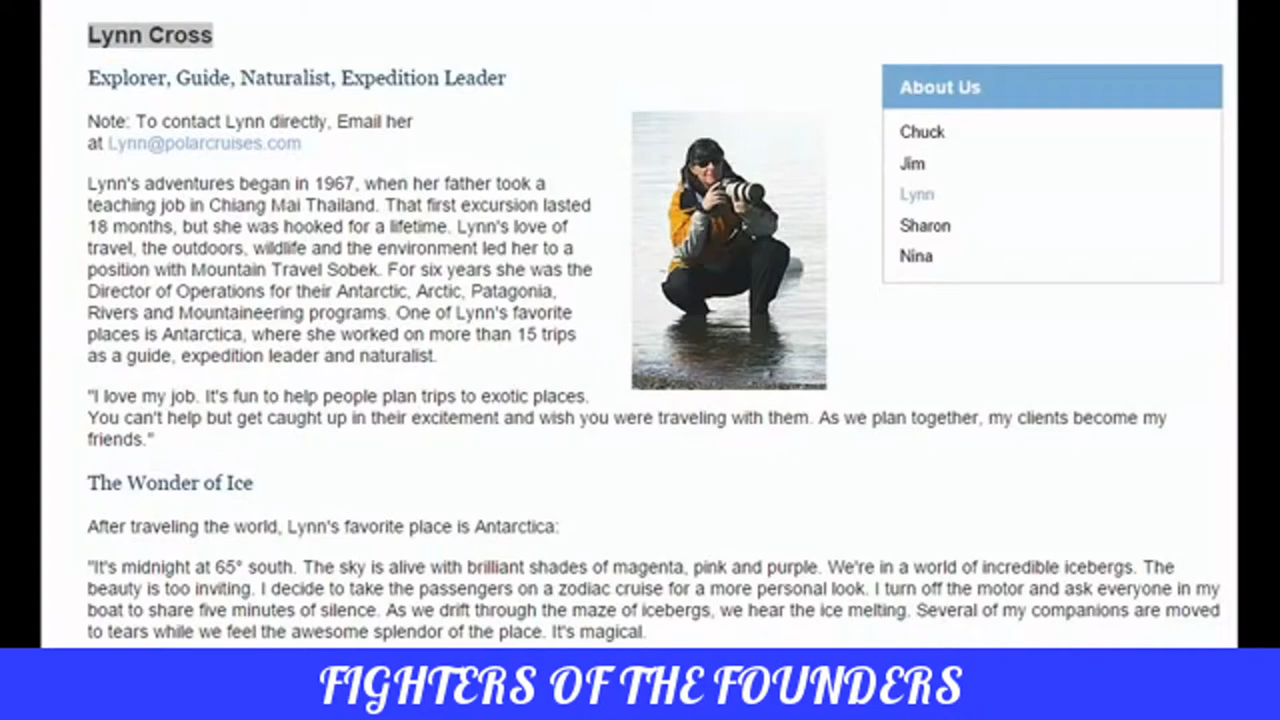 Lynn Cross
Explorer, Guide, Naturalist, Expedition Leader
Note: To contact Lynn directly, Email her
at Lynn@polarcruises.com
Lynn's adventures began in 1967, when her father took a
teaching job in Chiang Mai Thailand. That first excursion lasted
18 months, but she was hooked for a lifetime. Lynn's love of
travel, the outdoors, wildlife and the environment led her to a
position with Mountain Travel Sobek. For six years she was the
Director of Operations for their Antarctic, Arctic, Patagonia,
Rivers and Mountaineering programs. One of Lynn's favorite
places is Antarctica, where she worked on more than 15 trips
as a guide, expedition leader and naturalist.
"I love my job. It's fun to help people plan trips to exotic places.
You can't help but get caught up in their excitement and wish you were traveling with them. As we plan together, my clients become my
friends."
The Wonder of Ice
After traveling the world, Lynn's favorite place is Antarctica:
"It's midnight at 65° south. The sky is alive with brilliant shades of magenta, pink and purple. We're in a world of incredible icebergs. The
beauty is too inviting. I decide to take the passengers on a zodiac cruise for a more personal look. I turn off the motor and ask everyone in my
boat to share five minutes of silence. As we drift through the maze of icebergs, we hear the ice melting. Several of my companions are moved
to tears while we feel the awesome splendor of the place. It's magical.
About Us
Chuck
Jim
Lynn
Sharon
Nina
FIGHTERS OF THE FOUNDERS